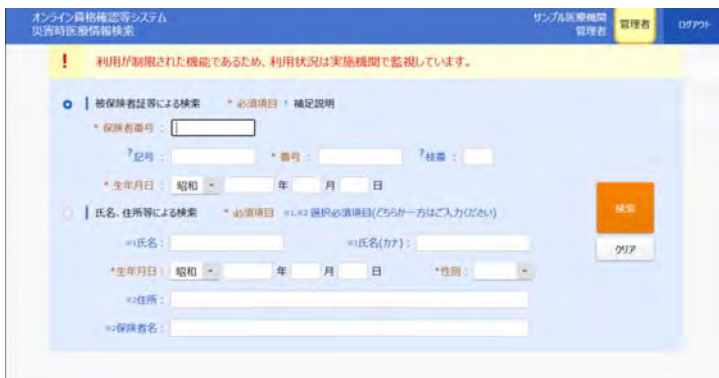 オンライン資格確認等システム
災害時医療情報検索
サンプル医療機関
管理者
管理者
ログアウト
! 利用が制限された機能であるため、利用状況は実施機関で監視しています。
被保険者証等による検索 * 必須項目 ? 補足説明
* 保険者番号 :
?記号 : * 番号 : ?枝番 :
* 生年月日 : 昭和 年 月 日
氏名、住所等による検索 * 必須項目 ※1,※2 選択必須項目(どちらか一方はご入力ください)
検索
※1氏名 : ※1氏名(カナ) :
クリア
*生年月日 : 昭和 年 月 日 *性別 :
※2住所 :
※2保険者名 :